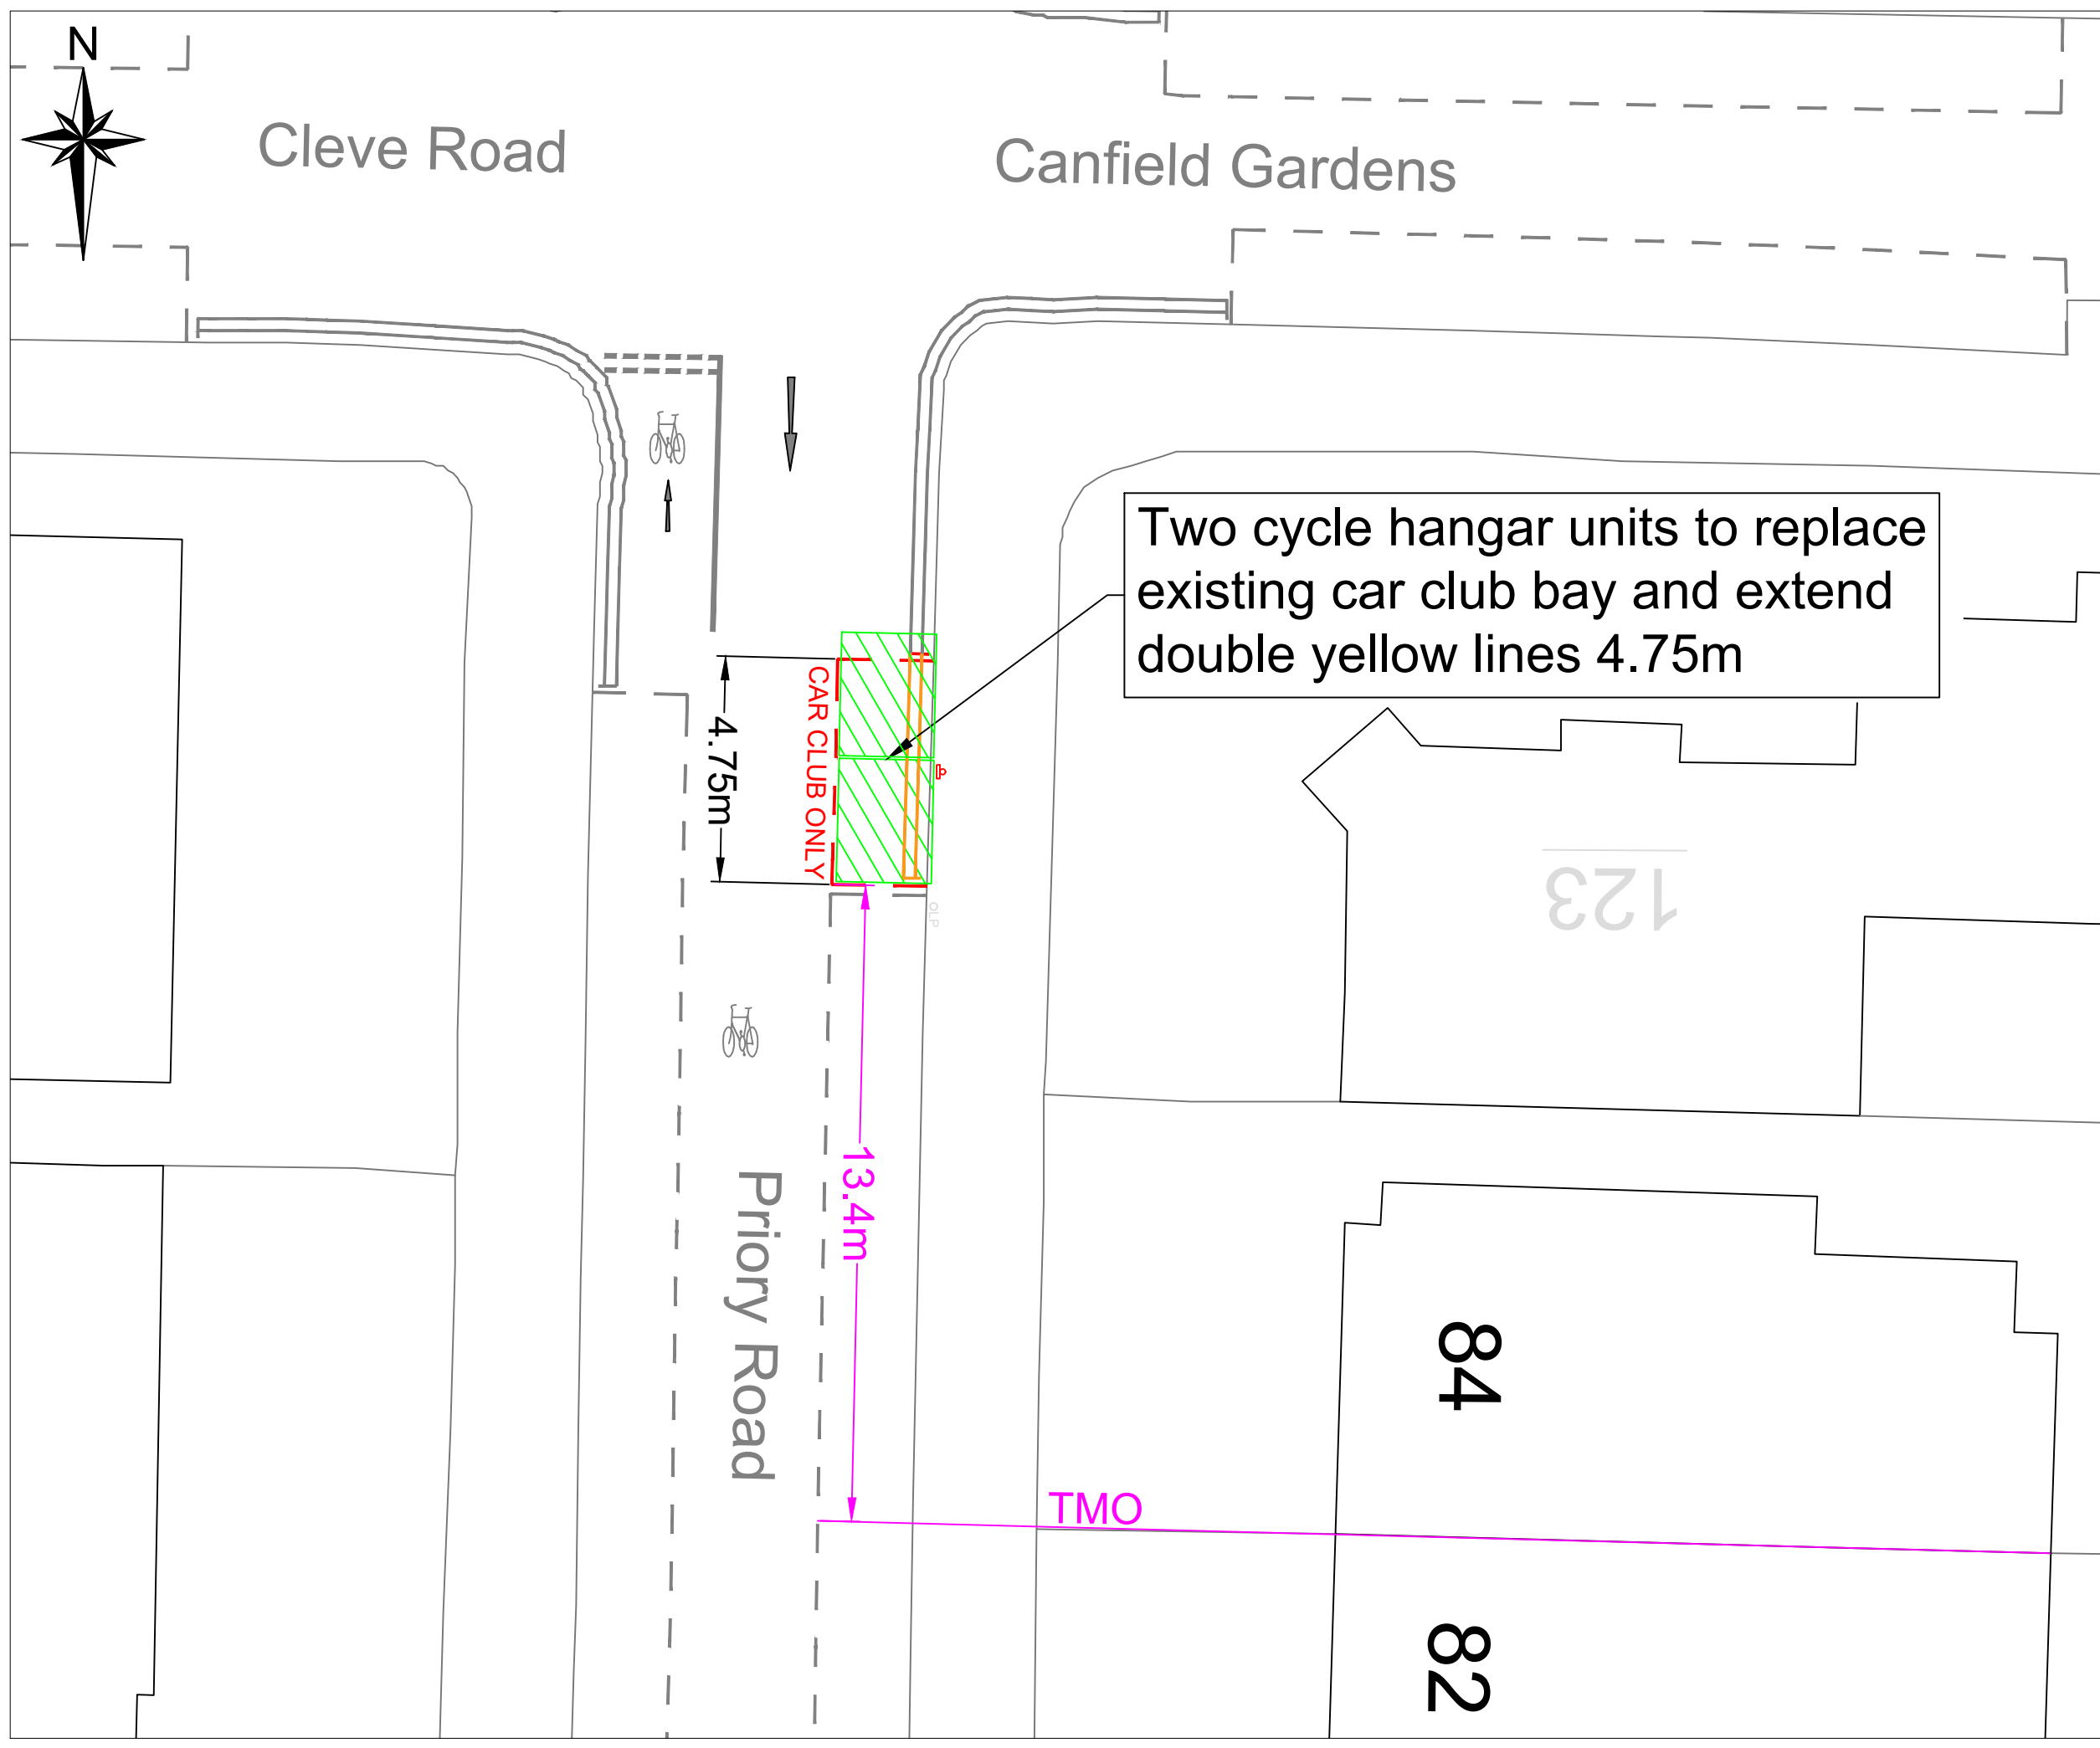 N
Cleve Road
Canfield Gardens
Two cycle hangar units to replace
existing car club bay and extend
double yellow lines 4.75m
CAR CLUB ONLY
4.75m
123
OLP
13.4m
Priory Road
84
TMO
82